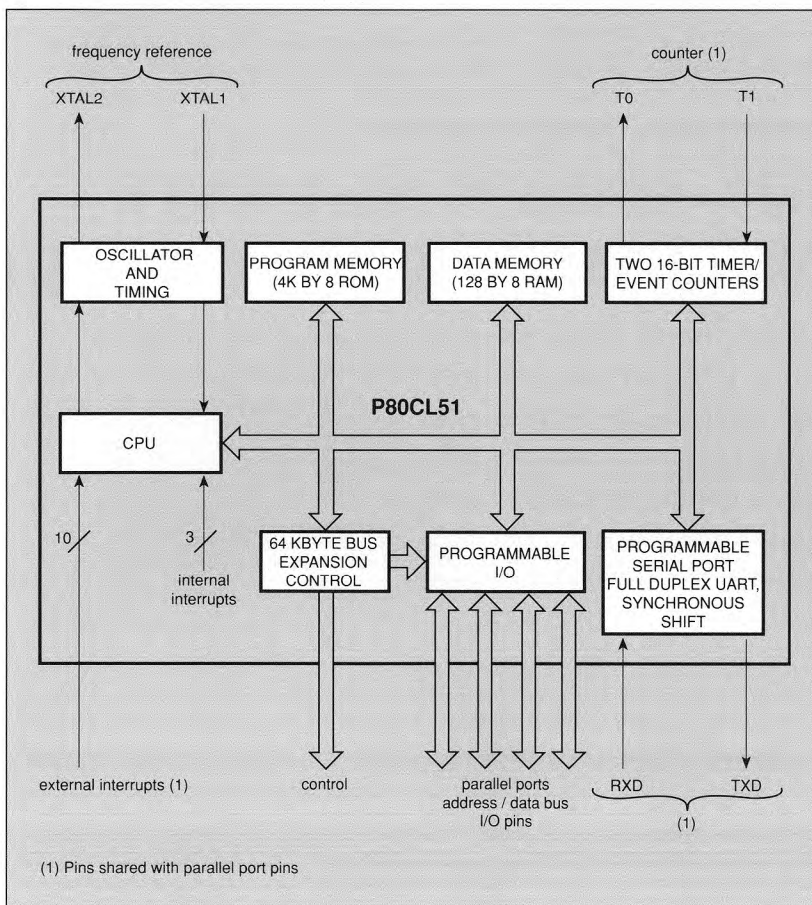 frequency reference
counter (1)
XTAL2
XTAL1
T0
T1
OSCILLATOR
AND
TIMING
PROGRAM MEMORY
(4K BY 8 ROM)
DATA MEMORY
(128 BY 8 RAM)
TWO 16-BIT TIMER/
EVENT COUNTERS
P80CL51
CPU
10
3
internal
interrupts
64 KBYTE BUS
EXPANSION
CONTROL
PROGRAMMABLE
I/O
PROGRAMMABLE
SERIAL PORT
FULL DUPLEX UART,
SYNCHRONOUS
SHIFT
external interrupts (1)
control
parallel ports
address / data bus
I/O pins
RXD
TXD
(1)
(1) Pins shared with parallel port pins